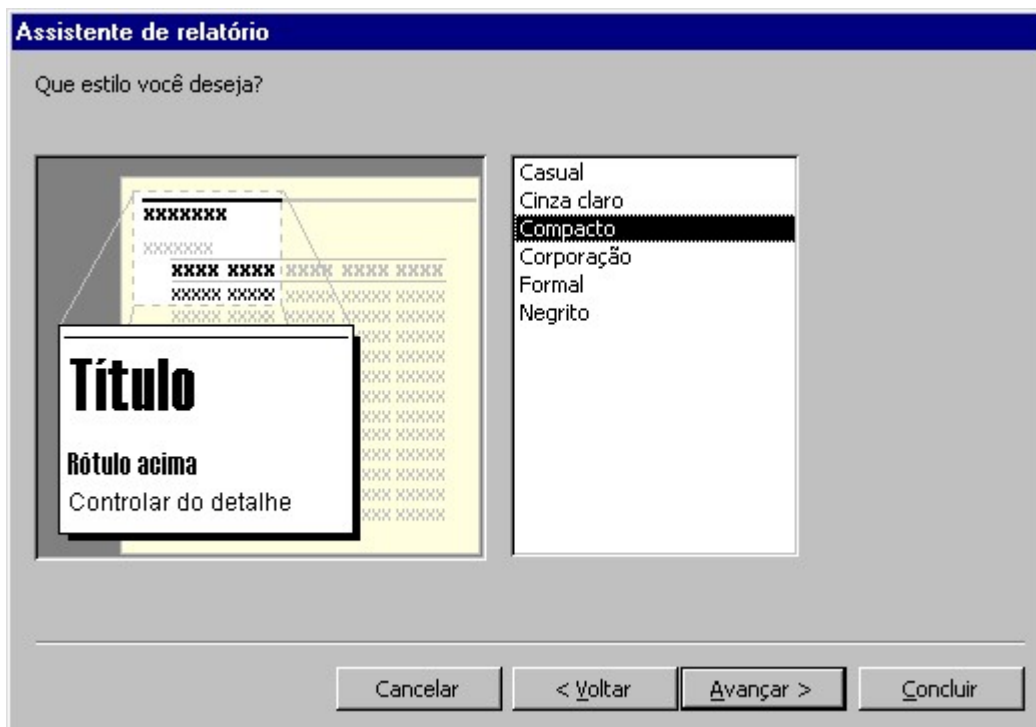 Assistente de relatório
Que estilo você deseja?
xxxxxxx
xxxxxxx
xxxx xxxx xxxx xxxx xxxx
xxxxx xxxxx xxxxx xxxxx xxxxx
Título
Rótulo acima
Controlar do detalhe
Casual
Cinza claro
Compacto
Corporação
Formal
Negrito
Cancelar
< Voltar
Avançar >
Concluir